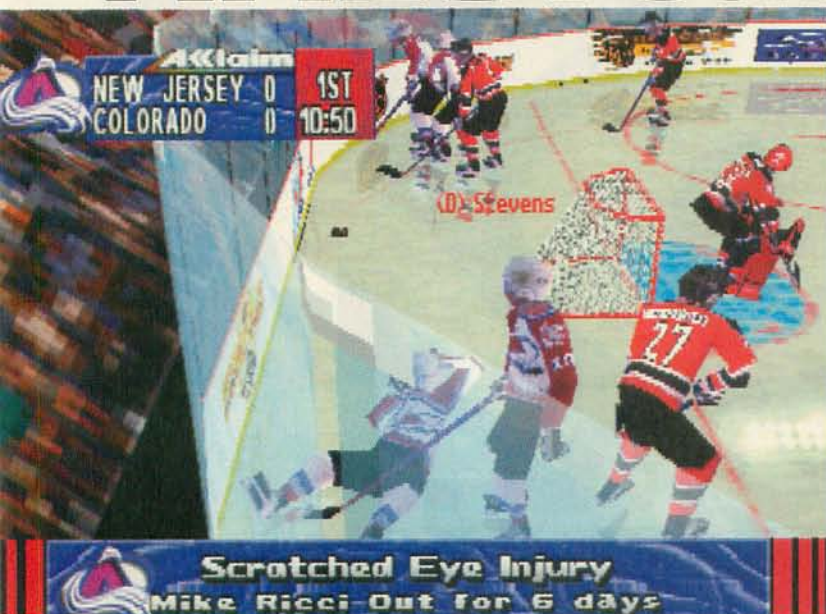 AKlaim
NEW JERSEY 0 1ST
COLORADO 0 10:50
(D) Stevens
27
Scratched Eye Injury
Mike Ricci Out for 6 days